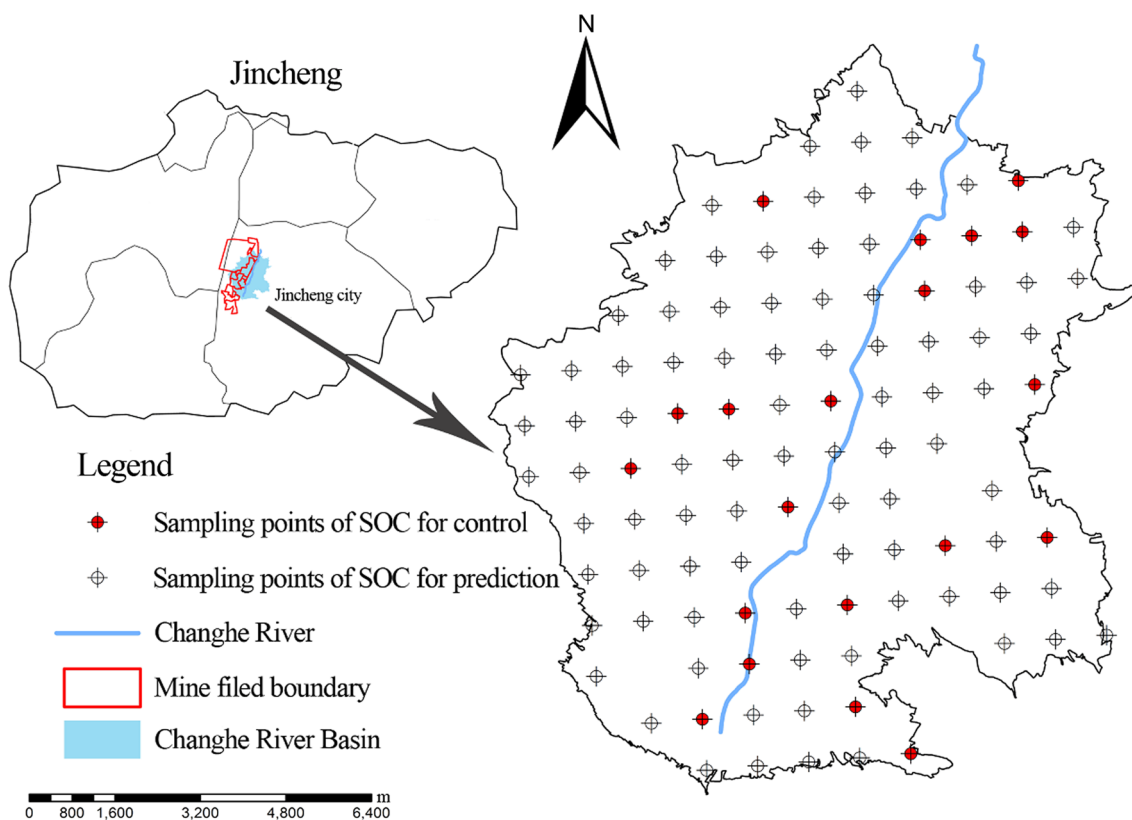 N
Jincheng
Jincheng city
Legend
Sampling points of SOC for control
Sampling points of SOC for prediction
Changhe River
Mine filed boundary
Changhe River Basin
m
0 800 1,600 3,200 4,800 6,400